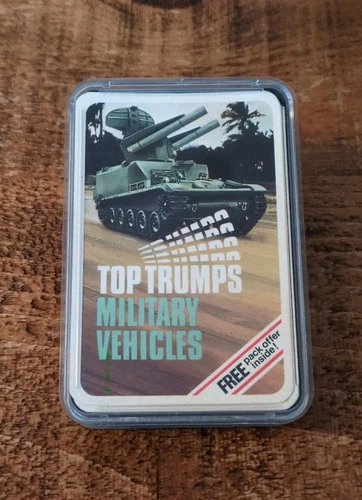 TOP TRUMPS
MILITARY
VEHICLES
FREE pack offer
inside!